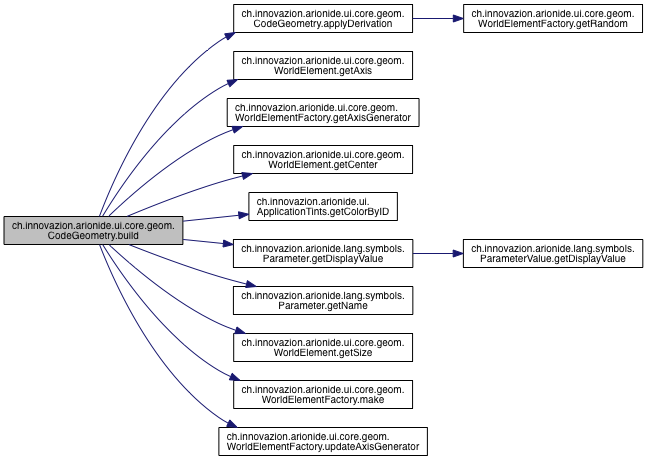 ch.innovazion.arionide.ui.core.geom.
CodeGeometry.build
ch.innovazion.arionide.ui.core.geom.
CodeGeometry.applyDerivation
ch.innovazion.arionide.ui.core.geom.
WorldElementFactory.getRandom
ch.innovazion.arionide.ui.core.geom.
WorldElement.getAxis
ch.innovazion.arionide.ui.core.geom.
WorldElementFactory.getAxisGenerator
ch.innovazion.arionide.ui.core.geom.
WorldElement.getCenter
ch.innovazion.arionide.ui.
ApplicationTints.getColorByID
ch.innovazion.arionide.lang.symbols.
Parameter.getDisplayValue
ch.innovazion.arionide.lang.symbols.
ParameterValue.getDisplayValue
ch.innovazion.arionide.lang.symbols.
Parameter.getName
ch.innovazion.arionide.ui.core.geom.
WorldElement.getSize
ch.innovazion.arionide.ui.core.geom.
WorldElementFactory.make
ch.innovazion.arionide.ui.core.geom.
WorldElementFactory.updateAxisGenerator